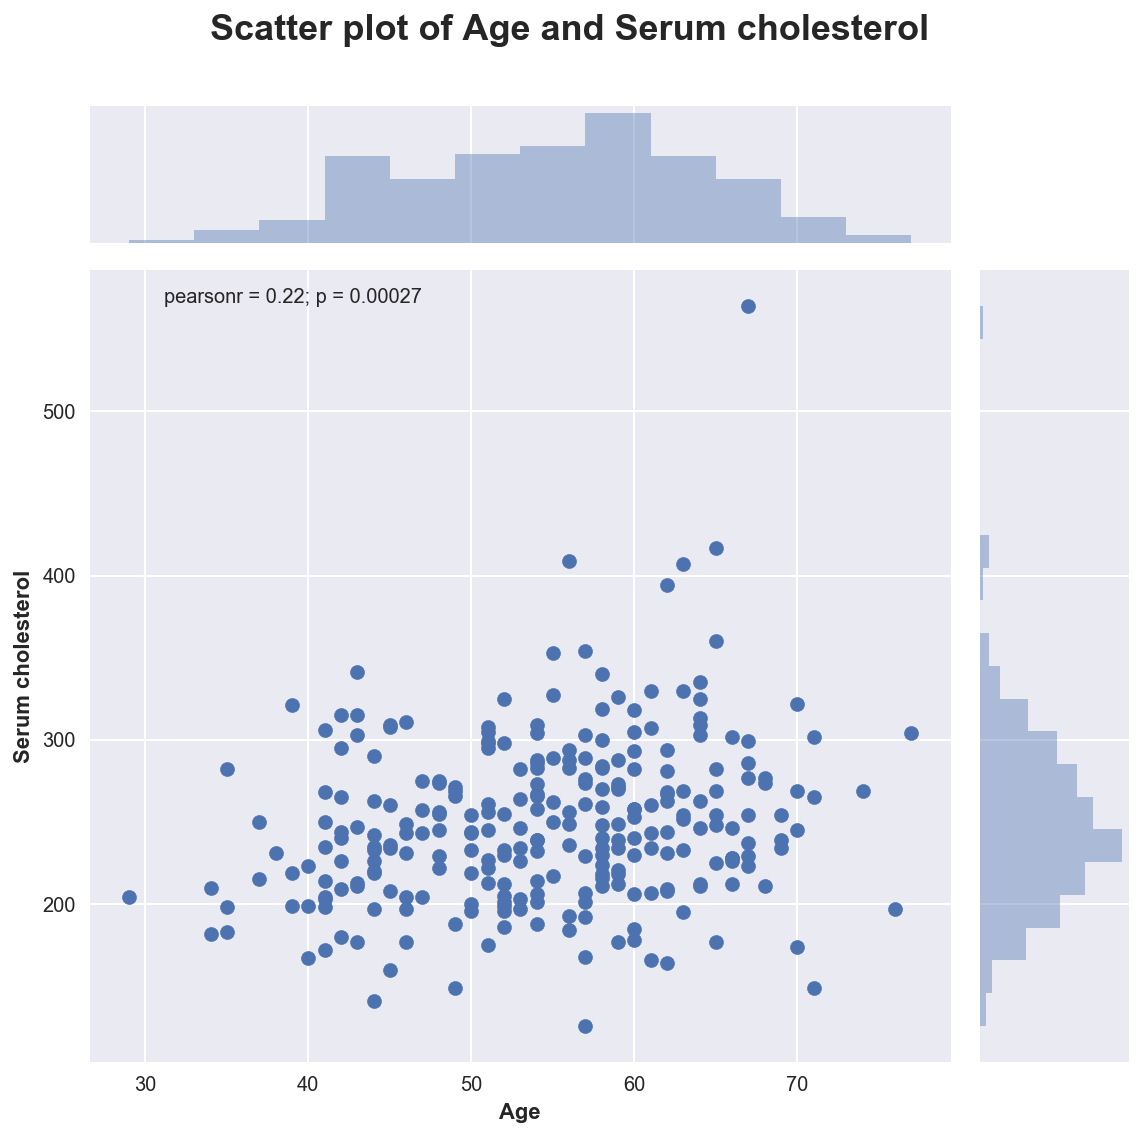 Scatter plot of Age and Serum cholesterol
pearsonr = 0.22; p = 0.00027
500
400
300
200
Serum cholesterol
30 40 50 60 70
Age